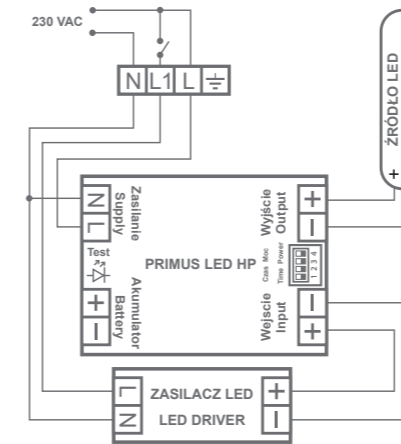 230 VAC
N L1 L
ŹRÓDŁO LED
+
N
L
Zasilanie
Supply
Wyjście
Output
+
−
Test
PRIMUS LED HP
Czas Moc
Time Power
1 2 3 4
+
−
Akumulator
Battery
Wejscie
Input
−
+
L
N
ZASILACZ LED
LED DRIVER
+
−